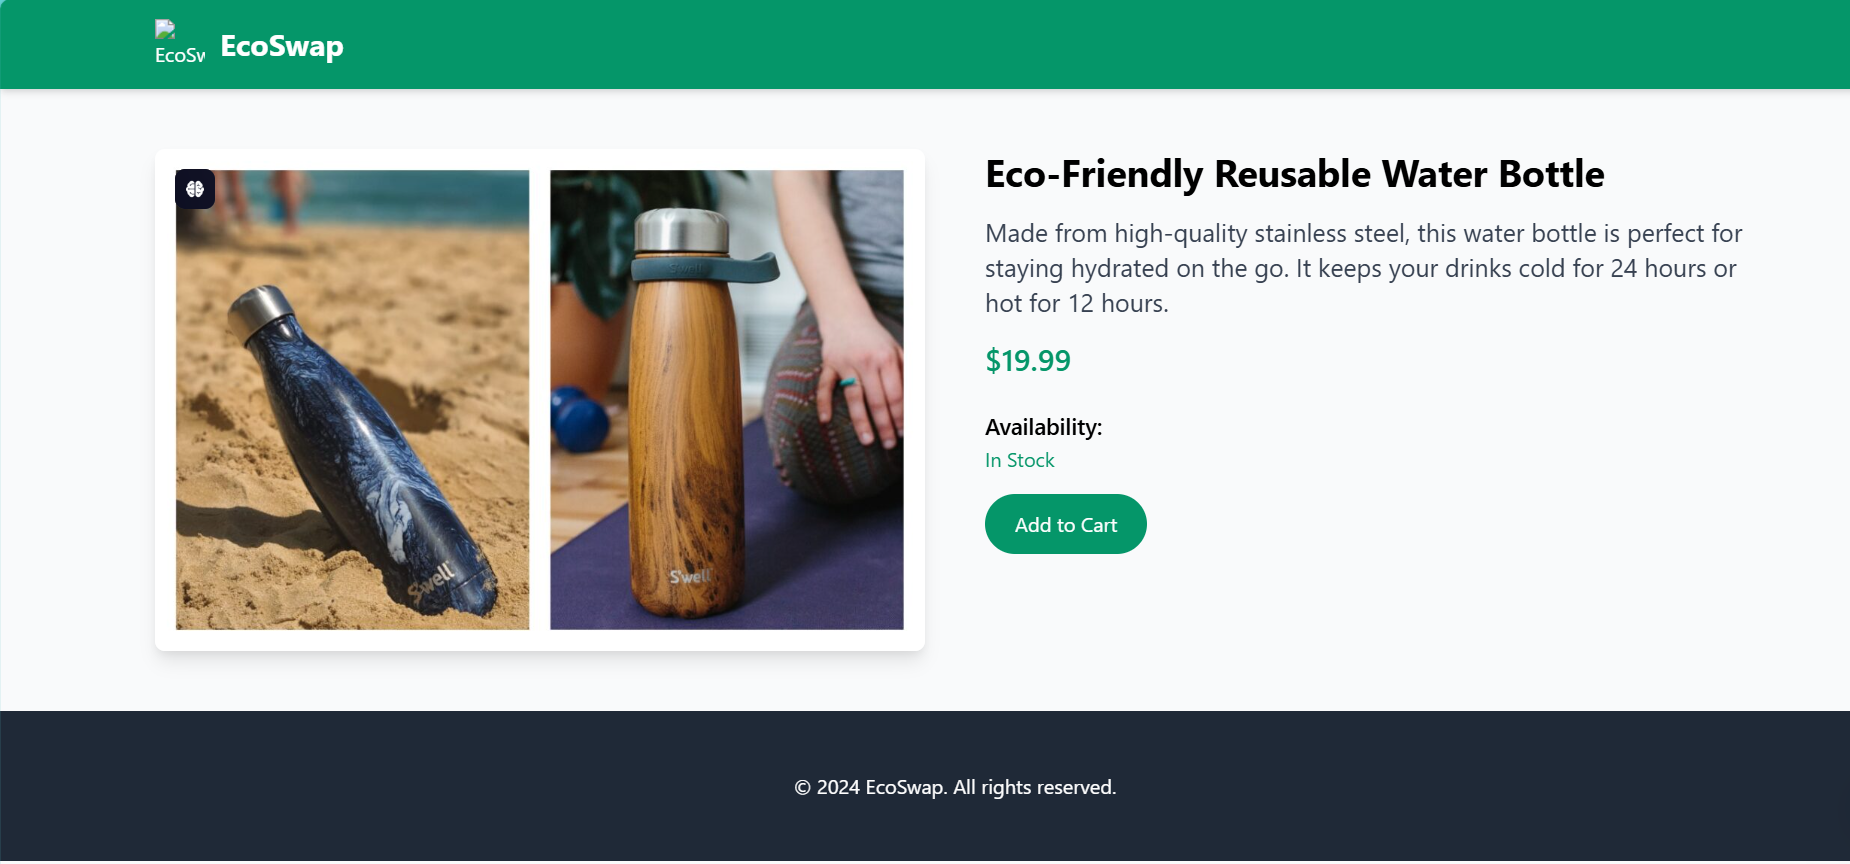 EcoSw
EcoSwap
S'well
S'well
S'well
Eco-Friendly Reusable Water Bottle
Made from high-quality stainless steel, this water bottle is perfect for
staying hydrated on the go. It keeps your drinks cold for 24 hours or
hot for 12 hours.
$19.99
Availability:
In Stock
Add to Cart
© 2024 EcoSwap. All rights reserved.